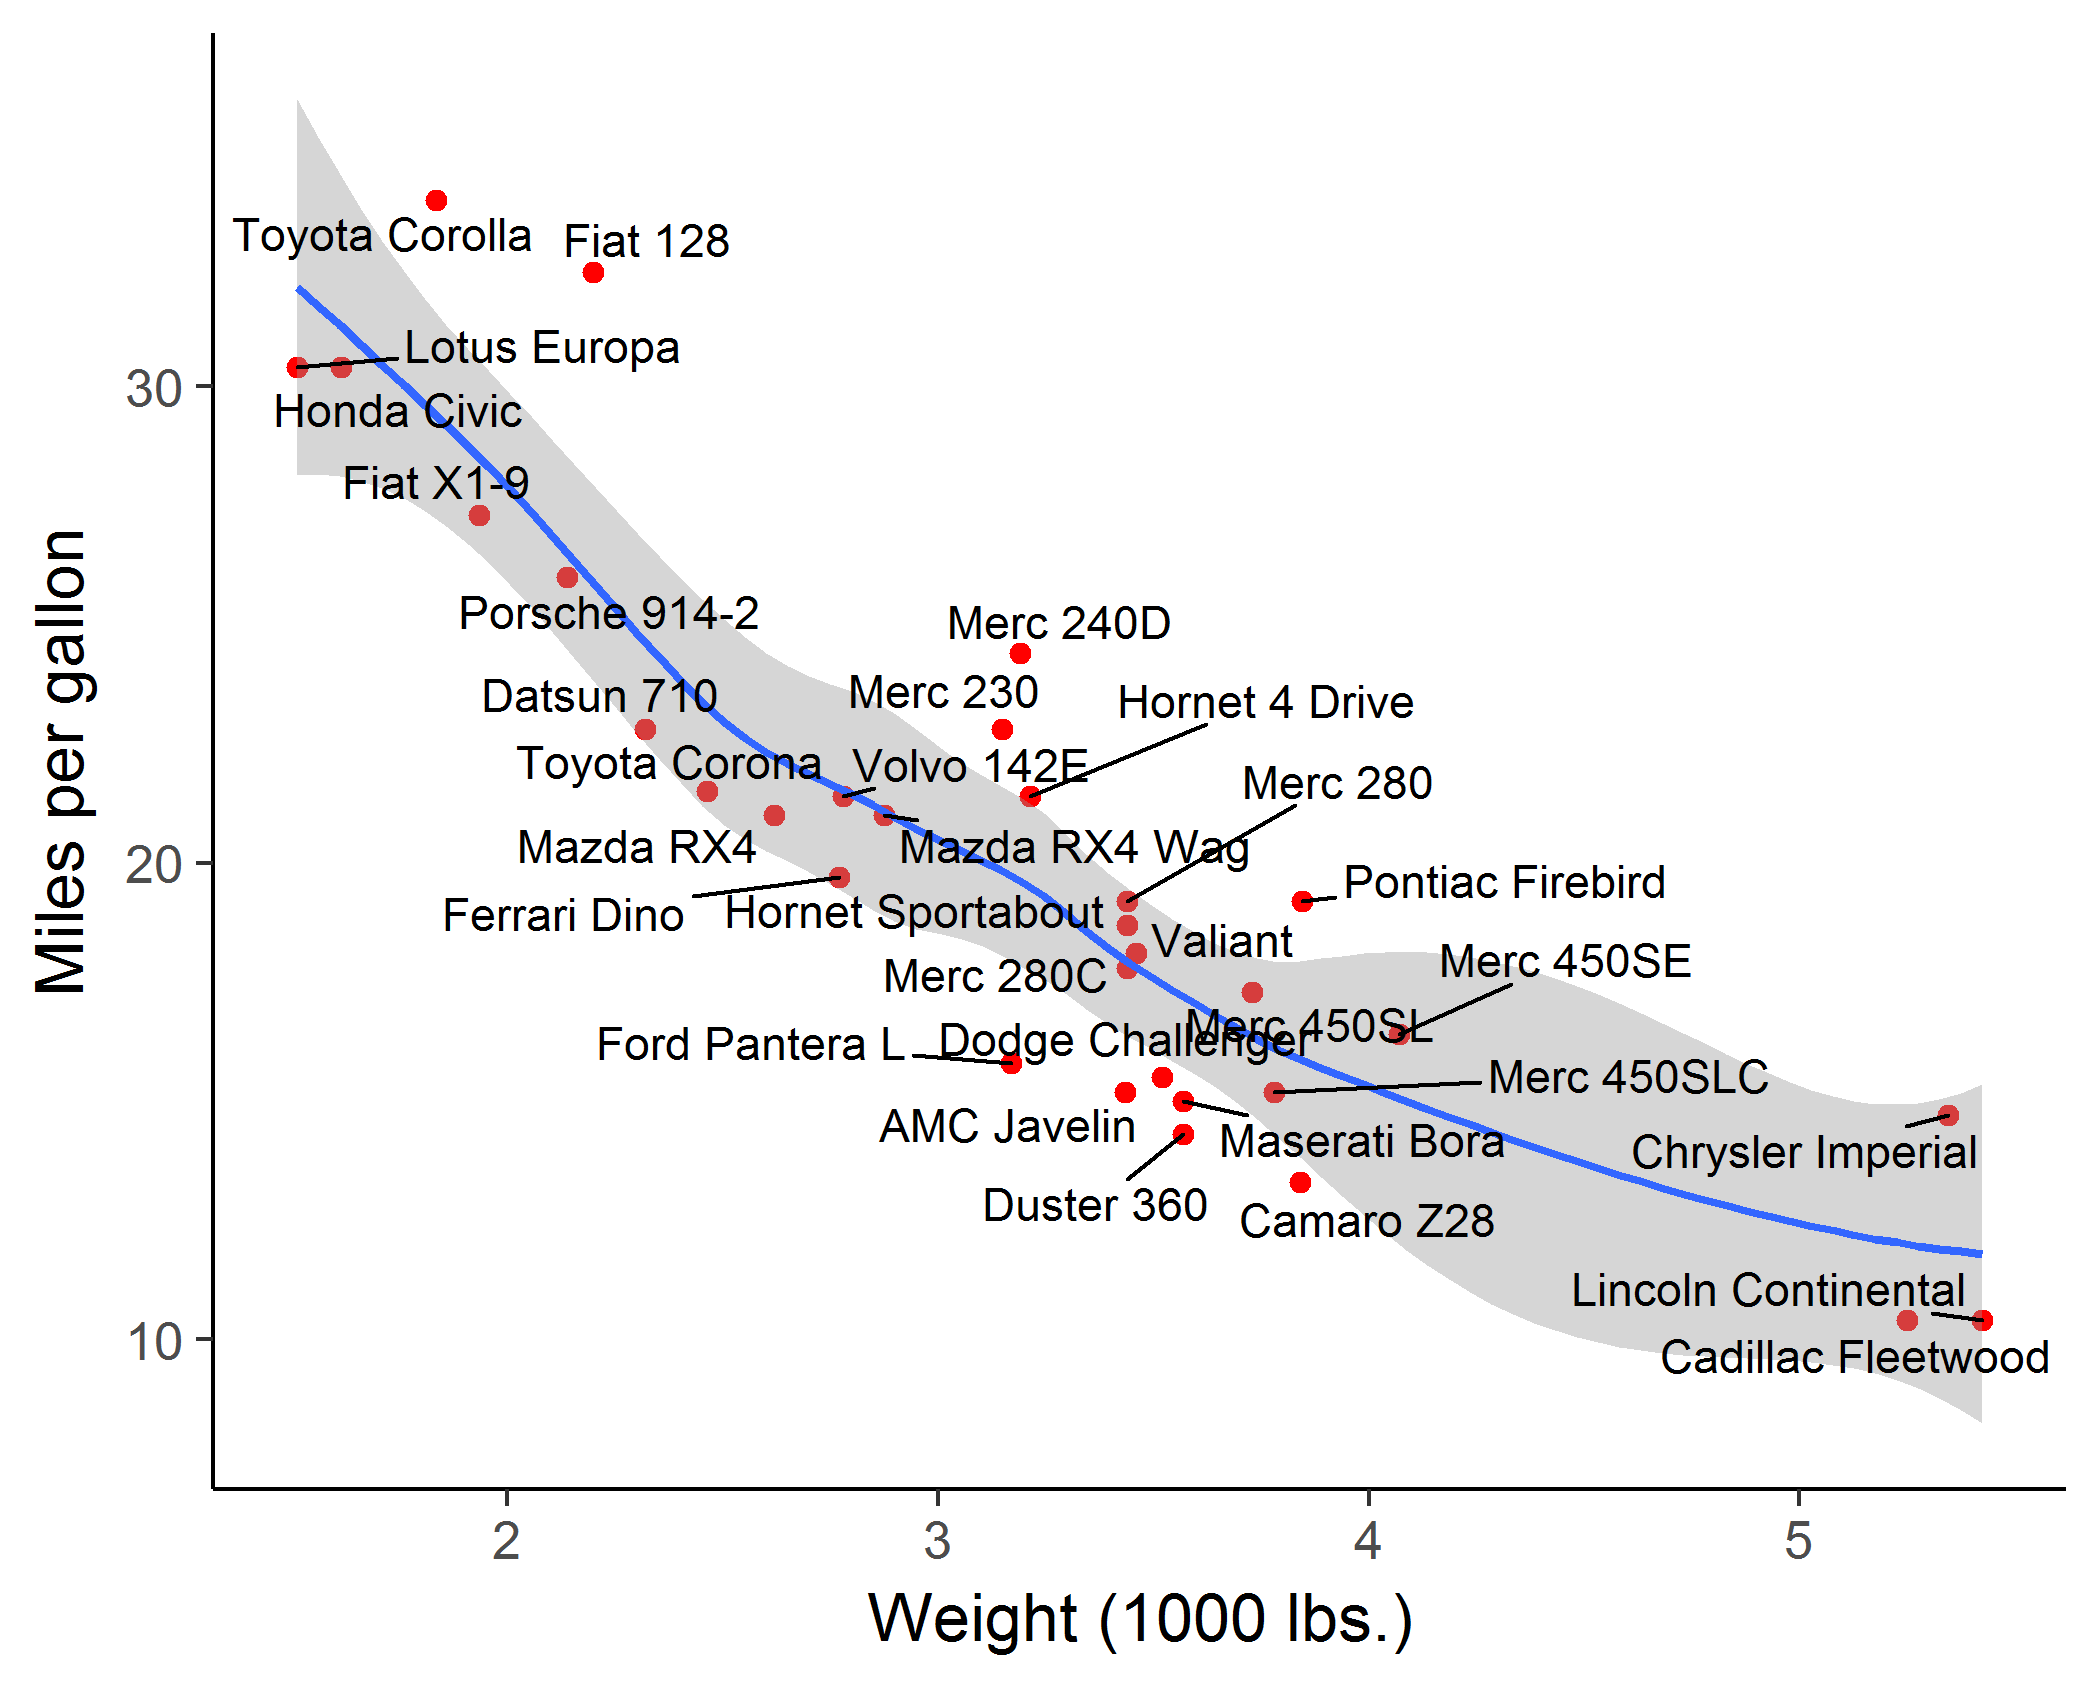 Toyota Corolla
Fiat 128
Lotus Europa
30
Honda Civic
Fiat X1-9
Porsche 914-2
Merc 240D
Datsun 710
Merc 230
Hornet 4 Drive
Toyota Corona
Volvo 142E
Merc 280
Mazda RX4
Mazda RX4 Wag
20
Pontiac Firebird
Ferrari Dino
Hornet Sportabout
Valiant
Merc 280C
Merc 450SE
Merc 450SL
Ford Pantera L
Dodge Challenger
Merc 450SLC
AMC Javelin
Maserati Bora
Chrysler Imperial
Duster 360
Camaro Z28
Lincoln Continental
10
Cadillac Fleetwood
Miles per gallon
2
3
4
5
Weight (1000 lbs.)